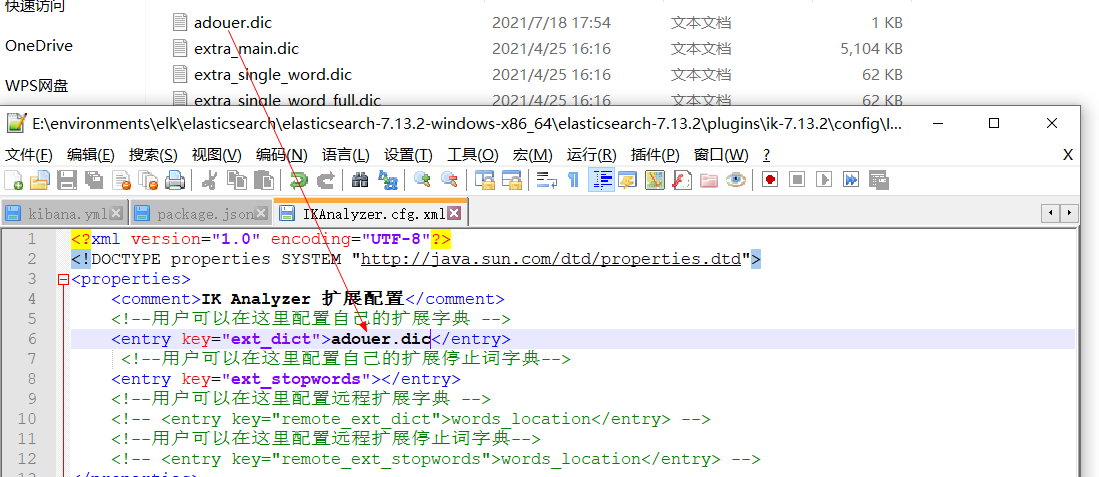 快速访问
adouer.dic 2021/7/18 17:54 文本文档 1 KB
OneDrive
extra_main.dic 2021/4/25 16:16 文本文档 5,104 KB
extra_single_word.dic 2021/4/25 16:16 文本文档 62 KB
WPS网盘
extra_single_word_full.dic 2021/4/25 16:16 文本文档 62 KB
E:\environments\elk\elasticsearch\elasticsearch-7.13.2-windows-x86_64\elasticsearch-7.13.2\plugins\ik-7.13.2\config\I...
文件(F) 编辑(E) 搜索(S) 视图(V) 编码(N) 语言(L) 设置(T) 工具(O) 宏(M) 运行(R) 插件(P) 窗口(W) ? X
kibana.yml package.json IKAnalyzer.cfg.xml
1 <?xml version="1.0" encoding="UTF-8"?>
2 <!DOCTYPE properties SYSTEM "http://java.sun.com/dtd/properties.dtd">
3 <properties>
4 <comment>IK Analyzer 扩展配置</comment>
5 <!--用户可以在这里配置自己的扩展字典 -->
6 <entry key="ext_dict">adouer.dic</entry>
7 <!--用户可以在这里配置自己的扩展停止词字典-->
8 <entry key="ext_stopwords"></entry>
9 <!--用户可以在这里配置远程扩展字典 -->
10 <!-- <entry key="remote_ext_dict">words_location</entry> -->
11 <!--用户可以在这里配置远程扩展停止词字典-->
12 <!-- <entry key="remote_ext_stopwords">words_location</entry> -->
13 </properties>